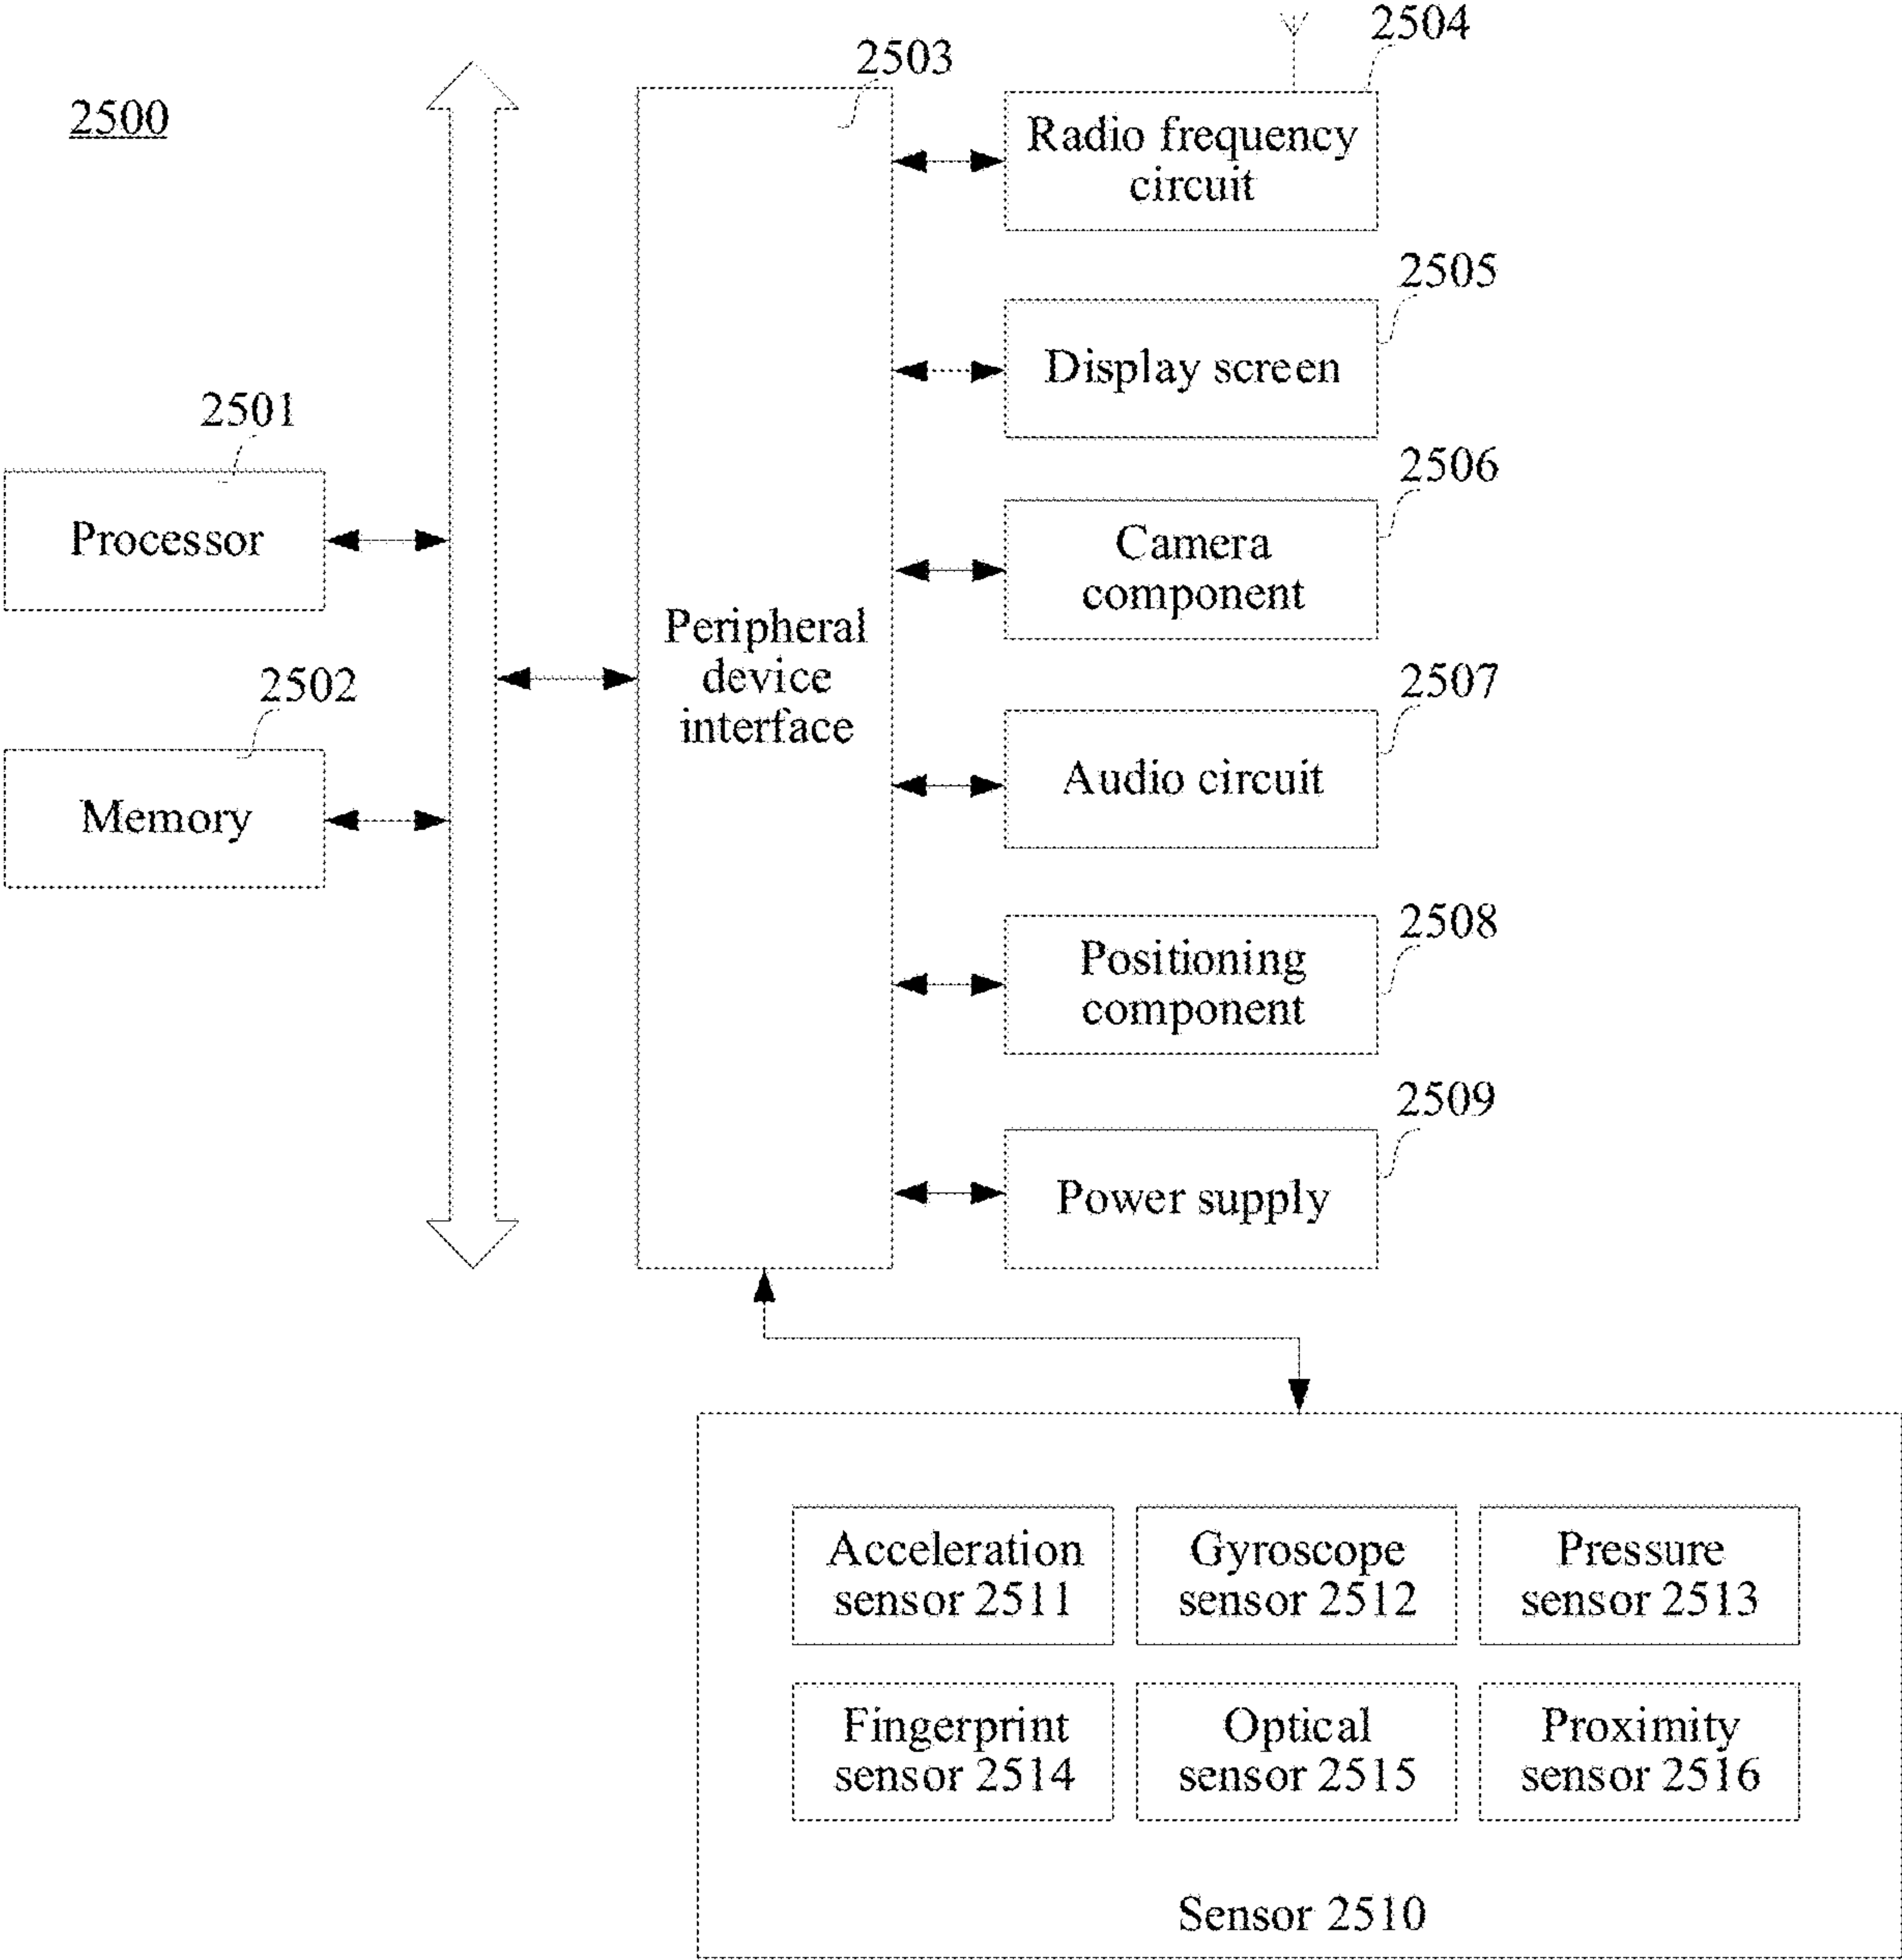 2500
2501
Processor
2502
Memory
2503
Peripheral
device
interface
2504
Radio frequency
circuit
2505
Display screen
2506
Camera
component
2507
Audio circuit
2508
Positioning
component
2509
Power supply
Acceleration
sensor 2511
Gyroscope
sensor 2512
Pressure
sensor 2513
Fingerprint
sensor 2514
Optical
sensor 2515
Proximity
sensor 2516
Sensor 2510